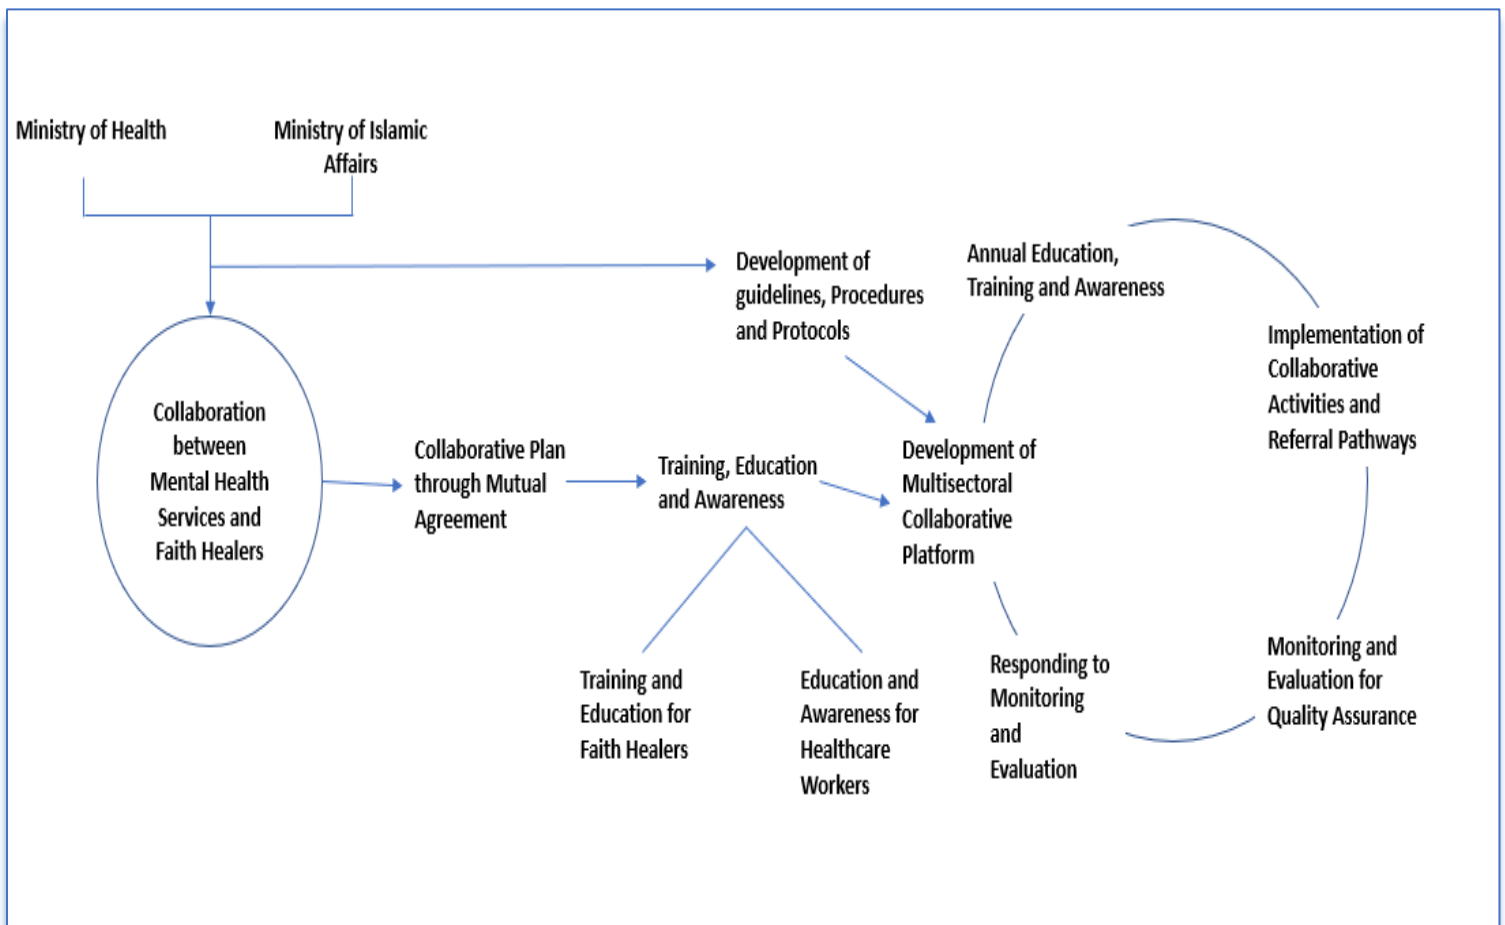 Ministry of Health
Ministry of Islamic
Affairs
Development of
guidelines, Procedures
and Protocols
Annual Education,
Training and Awareness
Implementation of
Collaborative
Activities and
Referral Pathways
Collaboration
between
Mental Health
Services and
Faith Healers
Collaborative Plan
through Mutual
Agreement
Training, Education
and Awareness
Development of
Multisectoral
Collaborative
Platform
Training and
Education for
Faith Healers
Education and
Awareness for
Healthcare
Workers
Responding to
Monitoring
and
Evaluation
Monitoring and
Evaluation for
Quality Assurance